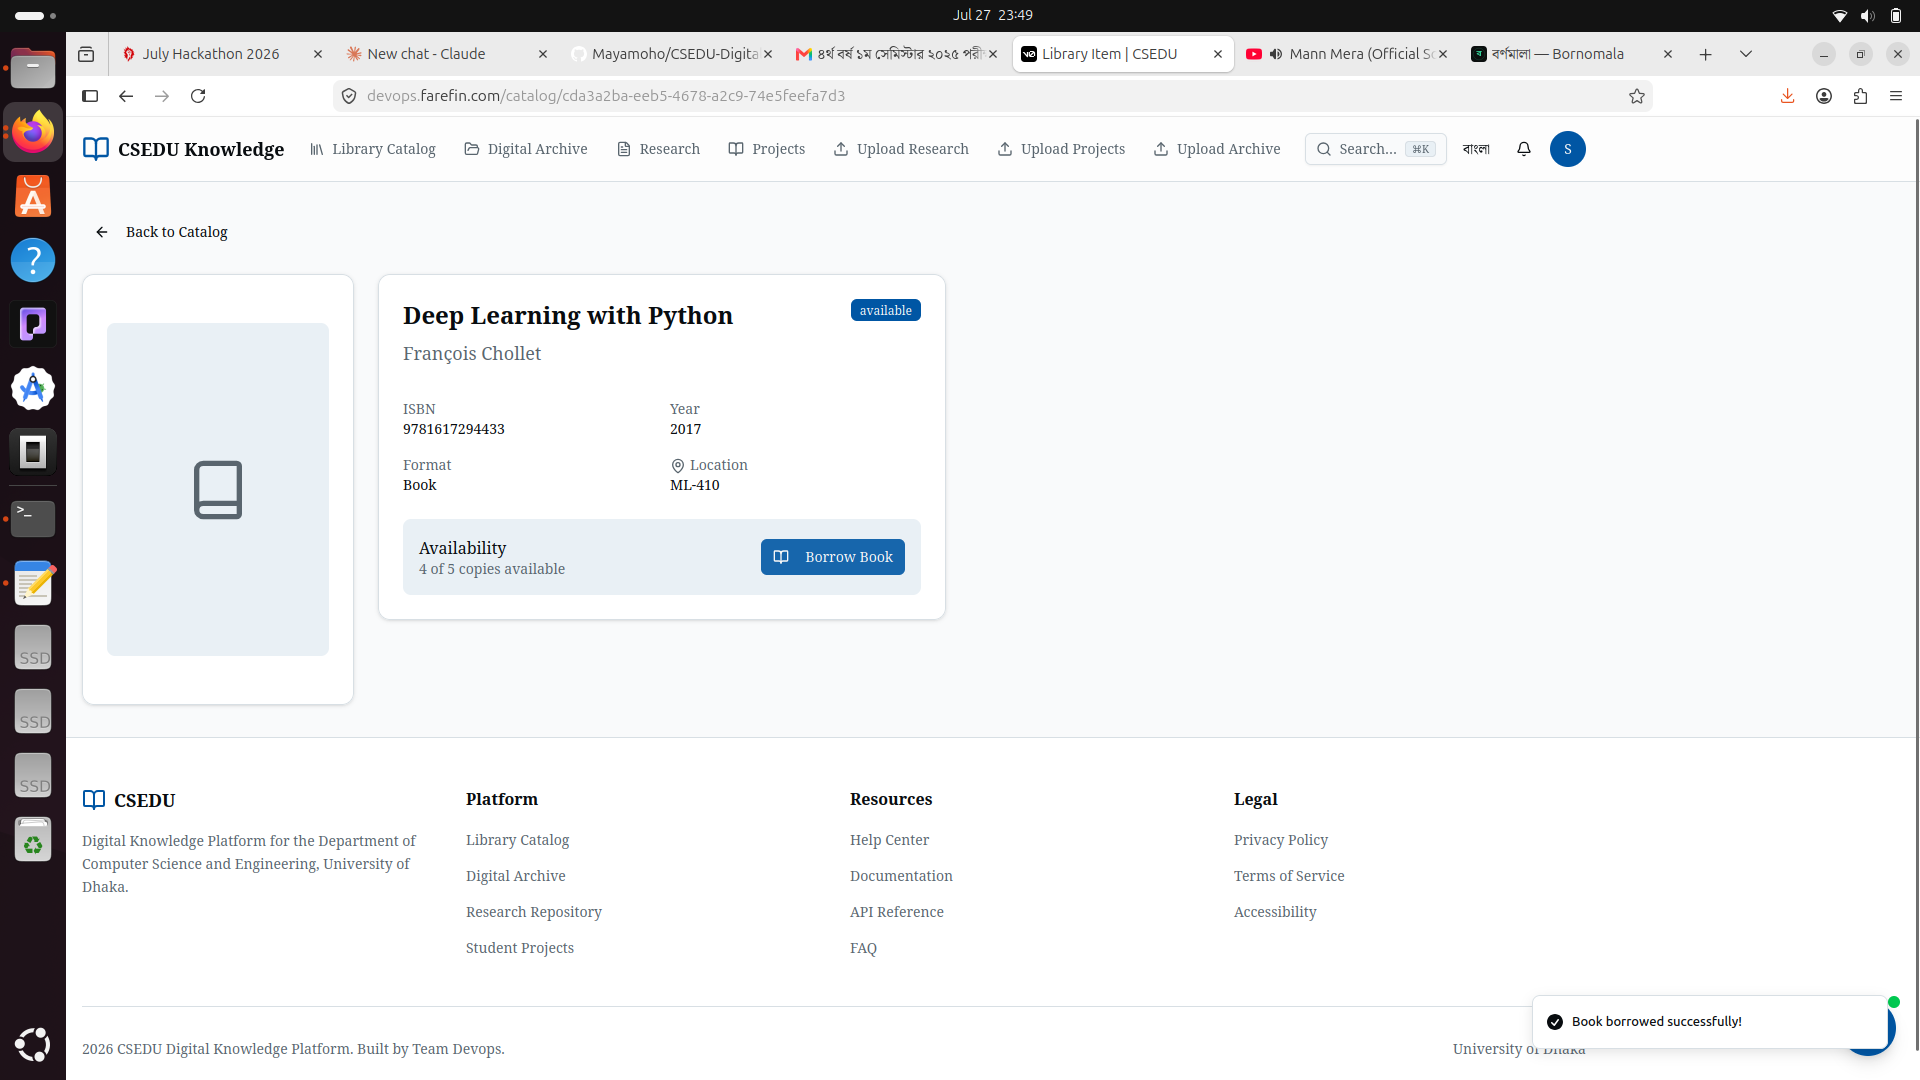 Jul 27 23:49
July Hackathon 2026
New chat - Claude
Mayamoho/CSEDU-Digita
৪র্থ বর্ষ ১ম সেমিস্টার ২০২৫ পরী
Library Item | CSEDU
Mann Mera (Official So
বর্ণমালা — Bornomala
devops.farefin.com/catalog/cda3a2ba-eeb5-4678-a2c9-74e5feefa7d3
CSEDU Knowledge
Library Catalog
Digital Archive
Research
Projects
Upload Research
Upload Projects
Upload Archive
Search... ⌘K
বাংলা
S
Back to Catalog
Deep Learning with Python
available
François Chollet
ISBN
9781617294433
Year
2017
Format
Book
Location
ML-410
Availability
4 of 5 copies available
Borrow Book
CSEDU
Digital Knowledge Platform for the Department of
Computer Science and Engineering, University of
Dhaka.
Platform
Library Catalog
Digital Archive
Research Repository
Student Projects
Resources
Help Center
Documentation
API Reference
FAQ
Legal
Privacy Policy
Terms of Service
Accessibility
2026 CSEDU Digital Knowledge Platform. Built by Team Devops.
University of Dhaka
Book borrowed successfully!
SSD
SSD
SSD